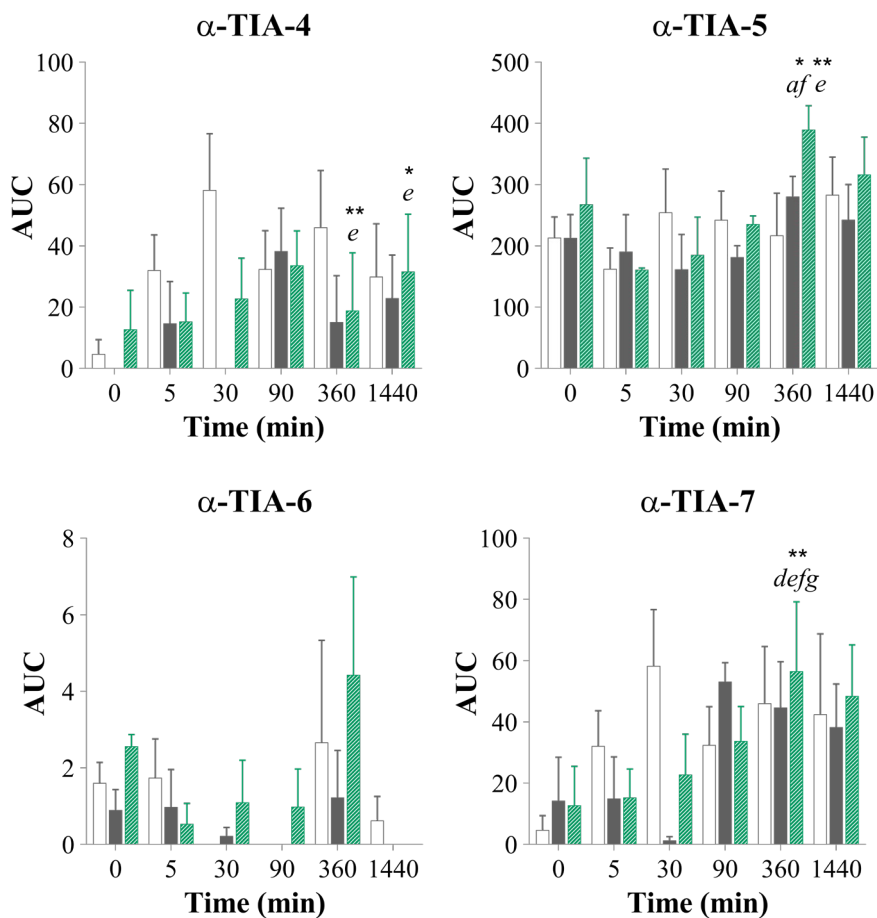 α-TIA-4
100
80
60
40
20
0
AUC
**
e
*
e
0 5 30 90 360 1440
Time (min)
α-TIA-5
500
400
300
200
100
0
AUC
* **
af e
0 5 30 90 360 1440
Time (min)
α-TIA-6
8
6
4
2
0
AUC
0 5 30 90 360 1440
Time (min)
α-TIA-7
100
80
60
40
20
0
AUC
**
defg
0 5 30 90 360 1440
Time (min)